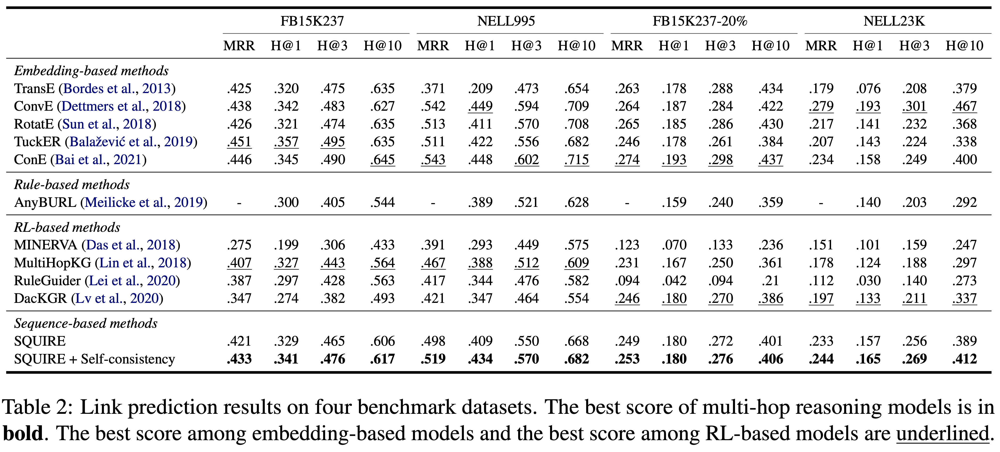 FB15K237 NELL995 FB15K237-20% NELL23K
MRR H@1 H@3 H@10 MRR H@1 H@3 H@10 MRR H@1 H@3 H@10 MRR H@1 H@3 H@10
Embedding-based methods
TransE (Bordes et al., 2013) .425 .320 .475 .635 .371 .209 .473 .654 .263 .178 .288 .434 .179 .076 .208 .379
ConvE (Dettmers et al., 2018) .438 .342 .483 .627 .542 .449 .594 .709 .264 .187 .284 .422 .279 .193 .301 .467
RotatE (Sun et al., 2018) .426 .321 .474 .635 .513 .411 .570 .708 .265 .185 .286 .430 .217 .141 .232 .368
TuckER (Balažević et al., 2019) .451 .357 .495 .635 .511 .422 .556 .682 .246 .178 .261 .384 .207 .143 .224 .338
ConE (Bai et al., 2021) .446 .345 .490 .645 .543 .448 .602 .715 .274 .193 .298 .437 .234 .158 .249 .400
Rule-based methods
AnyBURL (Meilicke et al., 2019) - .300 .405 .544 - .389 .521 .628 - .159 .240 .359 - .140 .203 .292
RL-based methods
MINERVA (Das et al., 2018) .275 .199 .306 .433 .391 .293 .449 .575 .123 .070 .133 .236 .151 .101 .159 .247
MultiHopKG (Lin et al., 2018) .407 .327 .443 .564 .467 .388 .512 .609 .231 .167 .250 .361 .178 .124 .188 .297
RuleGuider (Lei et al., 2020) .387 .297 .428 .563 .417 .344 .476 .582 .094 .042 .094 .21 .112 .030 .140 .273
DacKGR (Lv et al., 2020) .347 .274 .382 .493 .421 .347 .464 .554 .246 .180 .270 .386 .197 .133 .211 .337
Sequence-based methods
SQUIRE .421 .329 .465 .606 .498 .409 .550 .668 .249 .180 .272 .401 .233 .157 .256 .389
SQUIRE + Self-consistency .433 .341 .476 .617 .519 .434 .570 .682 .253 .180 .276 .406 .244 .165 .269 .412
Table 2: Link prediction results on four benchmark datasets. The best score of multi-hop reasoning models is in
bold. The best score among embedding-based models and the best score among RL-based models are underlined.